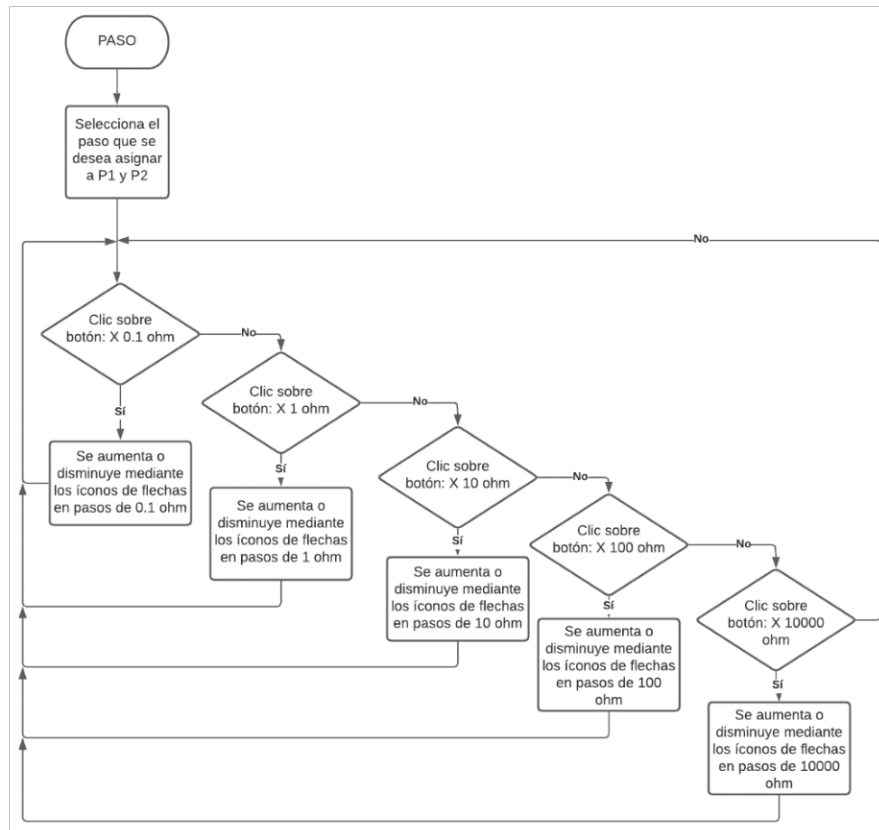 PASO
Selecciona el
paso que se
desea asignar
a P1 y P2
No
Clic sobre
botón: X 0.1 ohm
No
Sí
Se aumenta o
disminuye mediante
los íconos de flechas
en pasos de 0.1 ohm
Clic sobre
botón: X 1 ohm
No
Sí
Se aumenta o
disminuye mediante
los íconos de flechas
en pasos de 1 ohm
Clic sobre
botón: X 10 ohm
No
Sí
Se aumenta o
disminuye mediante
los íconos de flechas
en pasos de 10 ohm
Clic sobre
botón: X 100 ohm
No
Sí
Se aumenta o
disminuye mediante
los íconos de flechas
en pasos de 100
ohm
Clic sobre
botón: X 10000
ohm
Sí
Se aumenta o
disminuye mediante
los íconos de flechas
en pasos de 10000
ohm